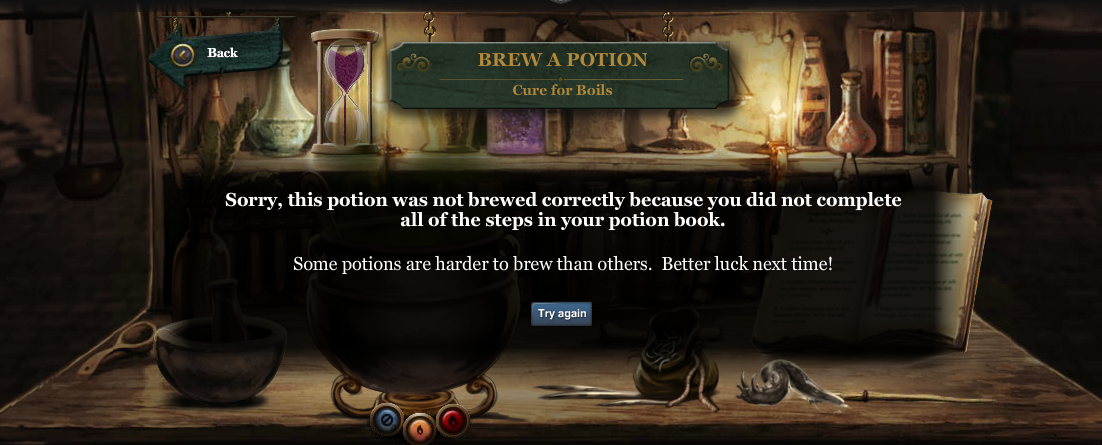 Back
BREW A POTION
Cure for Boils
Sorry, this potion was not brewed correctly because you did not complete
all of the steps in your potion book.
Some potions are harder to brew than others.  Better luck next time!
Try again